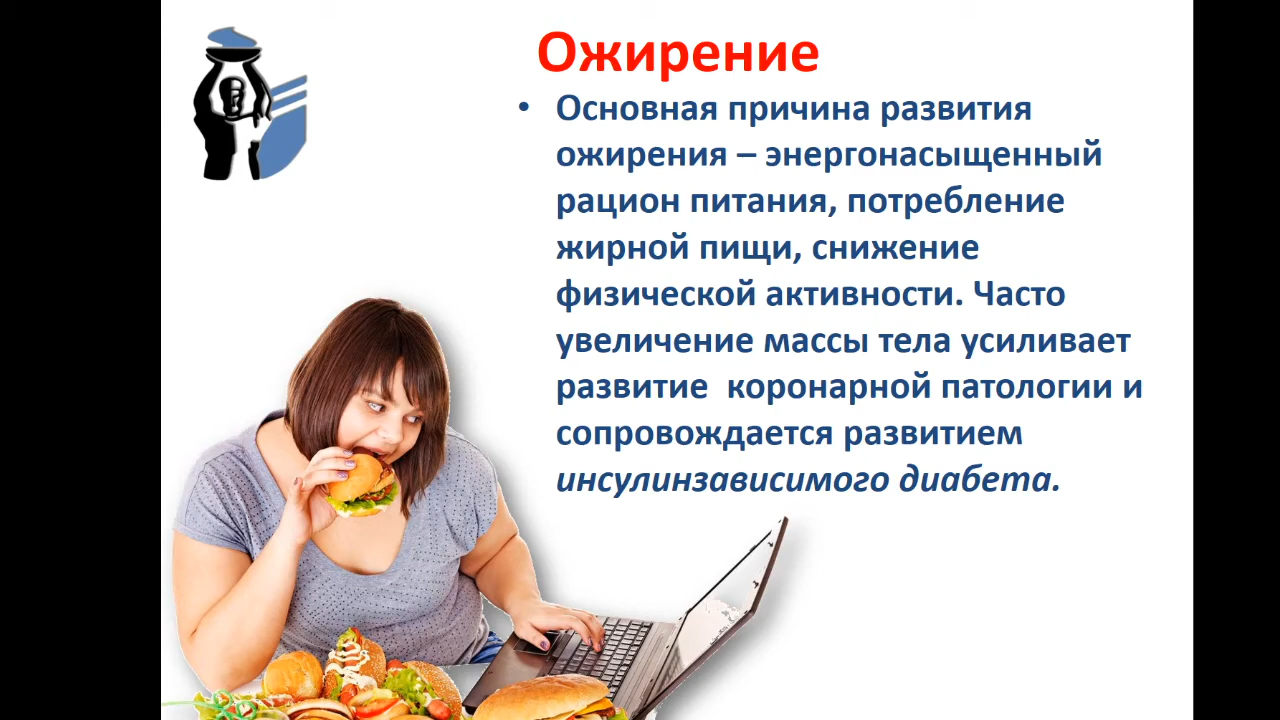 Ожирение
• Основная причина развития
ожирения – энергонасыщенный
рацион питания, потребление
жирной пищи, снижение
физической активности. Часто
увеличение массы тела усиливает
развитие  коронарной патологии и
сопровождается развитием
инсулинзависимого диабета.